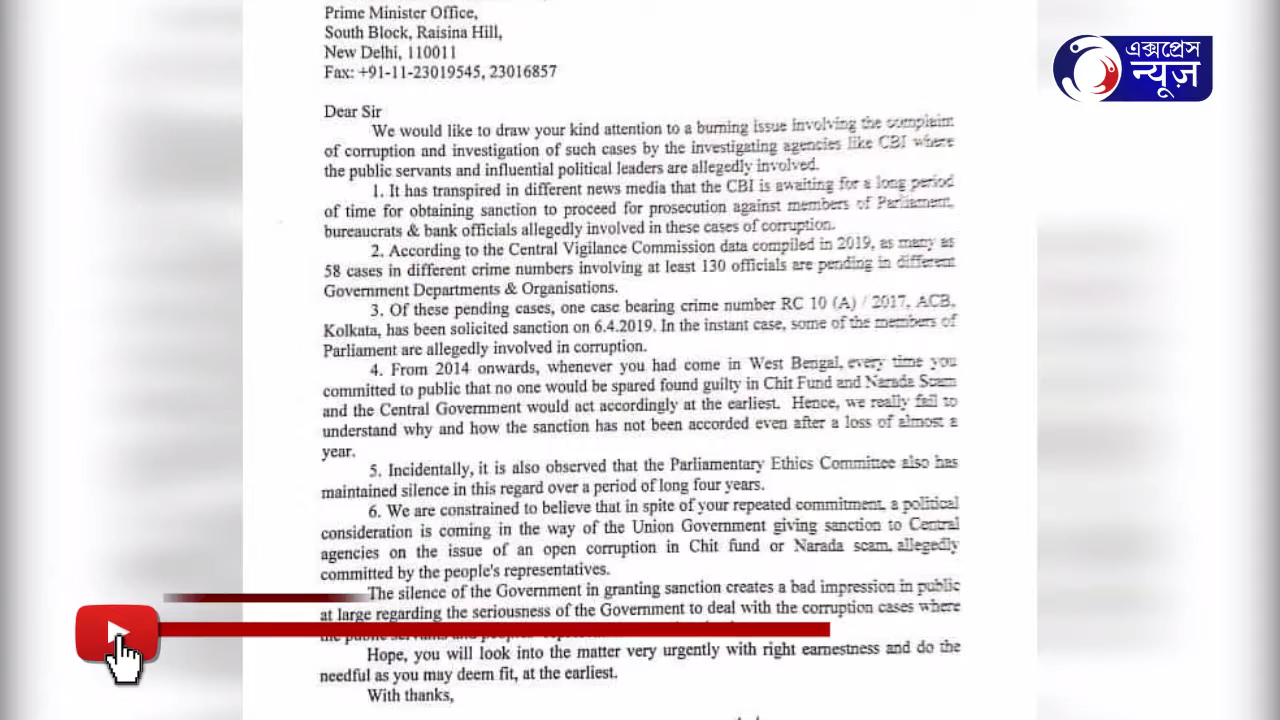 Prime Minister Office,
South Block, Raisina Hill,
New Delhi, 110011
Fax: +91-11-23019545, 23016857
एक्सप्रेस
न्यूज़
Dear Sir
We would like to draw your kind attention to a burning issue involving the complaint
of corruption and investigation of such cases by the investigating agencies like CBI where
the public servants and influential political leaders are allegedly involved.
1. It has transpired in different news media that the CBI is awaiting for a long period
of time for obtaining sanction to proceed for prosecution against members of Parliament,
bureaucrats & bank officials allegedly involved in these cases of corruption.
2. According to the Central Vigilance Commission data compiled in 2019, as many as
58 cases in different crime numbers involving at least 130 officials are pending in different
Government Departments & Organisations.
3. Of these pending cases, one case bearing crime number RC 10 (A) / 2017, ACB,
Kolkata, has been solicited sanction on 6.4.2019. In the instant case, some of the members of
Parliament are allegedly involved in corruption.
4. From 2014 onwards, whenever you had come in West Bengal, every time you
committed to public that no one would be spared found guilty in Chit Fund and Narada Scam
and the Central Government would act accordingly at the earliest. Hence, we really fail to
understand why and how the sanction has not been accorded even after a loss of almost a
year.
5. Incidentally, it is also observed that the Parliamentary Ethics Committee also has
maintained silence in this regard over a period of long four years.
6. We are constrained to believe that in spite of your repeated commitment, a political
consideration is coming in the way of the Union Government giving sanction to Central
agencies on the issue of an open corruption in Chit fund or Narada scam, allegedly
committed by the people's representatives.
The silence of the Government in granting sanction creates a bad impression in public
at large regarding the seriousness of the Government to deal with the corruption cases where
the public servants and
Hope, you will look into the matter very urgently with right earnestness and do the
needful as you may deem fit, at the earliest.
With thanks,